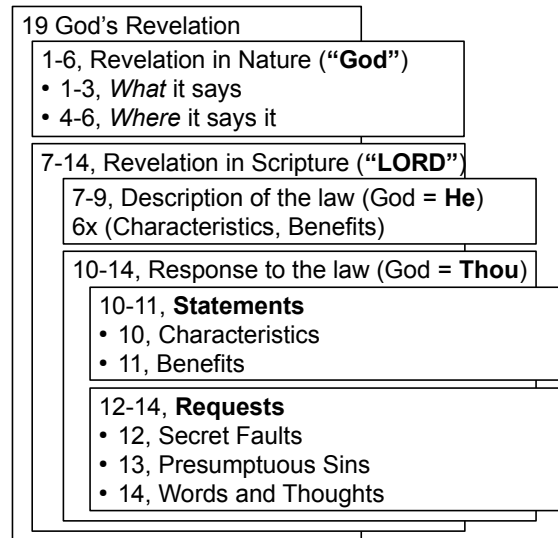 19 God's Revelation
1-6, Revelation in Nature (“God”)
• 1-3, What it says
• 4-6, Where it says it
7-14, Revelation in Scripture (“LORD”)
7-9, Description of the law (God = He)
6x (Characteristics, Benefits)
10-14, Response to the law (God = Thou)
10-11, Statements
• 10, Characteristics
• 11, Benefits
12-14, Requests
• 12, Secret Faults
• 13, Presumptuous Sins
• 14, Words and Thoughts